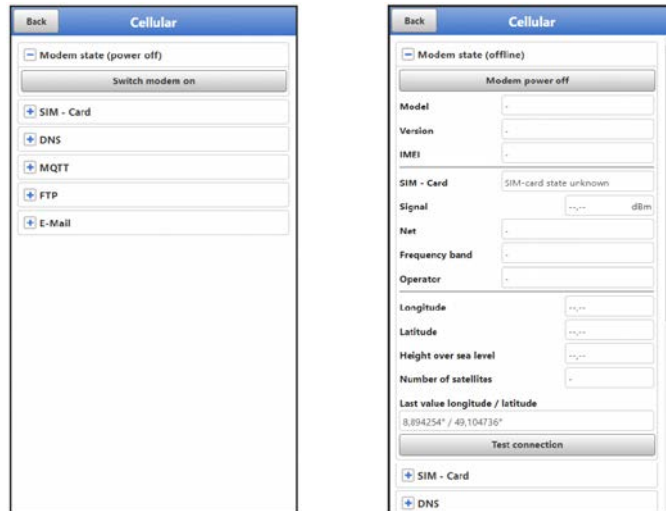 Back
Cellular
Modem state (power off)
Switch modem on
SIM - Card
DNS
MQTT
FTP
E-Mail
Back
Cellular
Modem state (offline)
Modem power off
Model -
Version -
IMEI -
SIM - Card SIM-card state unknown
Signal --,-- dBm
Net -
Frequency band -
Operator -
Longitude --,--
Latitude --,--
Height over sea level --,--
Number of satellites -
Last value longitude / latitude
8,894254° / 49,104736°
Test connection
SIM - Card
DNS